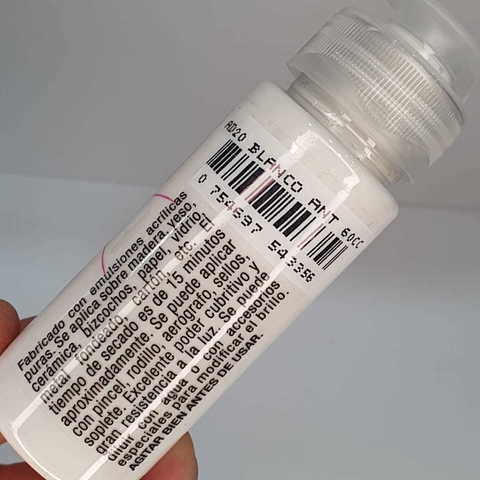 AD20 BLANCO ANT 60CC
0 754697 543355
Fabricado con emulsiones acrílicas
puras. Se aplica sobre madera, yeso,
cerámica, bizcochos, papel, vidrio,
metal fondeado, cartón, etc. El
tiempo de secado es de 15 minutos
aproximadamente. Se puede aplicar
con pincel, rodillo, aerógrafo, sellos,
soplete. Excelente poder cubritivo y
gran resistencia a la luz. Se puede
diluir con agua o con accesorios
especiales para modificar el brillo.
AGITAR BIEN ANTES DE USAR.